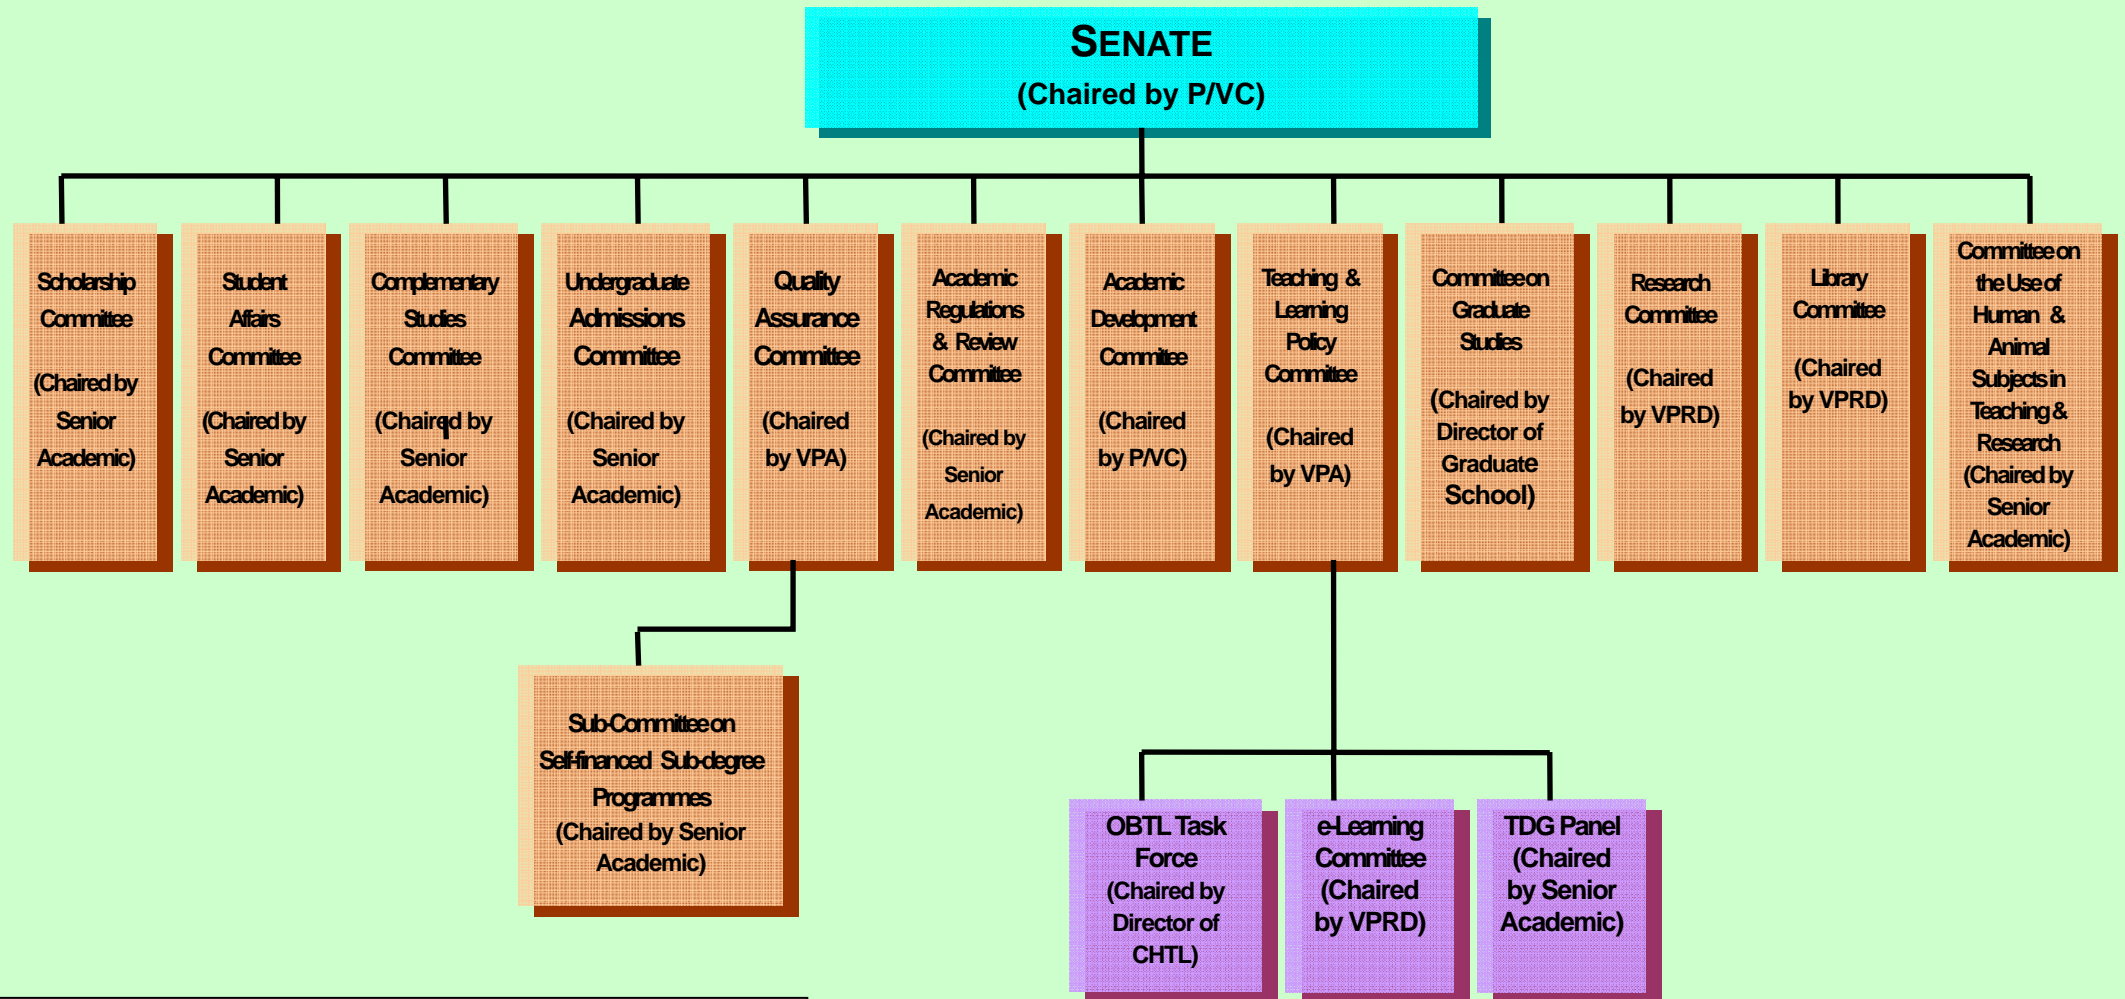 SENATE
(Chaired by P/VC)
Scholarship
Committee
(Chaired by
Senior
Academic)
Student
Affairs
Committee
(Chaired by
Senior
Academic)
Complementary
Studies
Committee
(Chaired by
Senior
Academic)
Undergraduate
Admissions
Committee
(Chaired by
Senior
Academic)
Quality
Assurance
Committee
(Chaired
by VPA)
Academic
Regulations
& Review
Committee
(Chaired by
Senior
Academic)
Academic
Development
Committee
(Chaired
by P/VC)
Teaching &
Learning
Policy
Committee
(Chaired
by VPA)
Committee on
Graduate
Studies
(Chaired by
Director of
Graduate
School)
Research
Committee
(Chaired
by VPRD)
Library
Committee
(Chaired
by VPRD)
Committee on
the Use of
Human &
Animal
Subjects in
Teaching &
Research
(Chaired by
Senior
Academic)
Sub-Committee on
Self-financed Sub-degree
Programmes
(Chaired by Senior
Academic)
OBTL Task
Force
(Chaired by
Director of
CHTL)
e-Learning
Committee
(Chaired
by VPRD)
TDG Panel
(Chaired
by Senior
Academic)